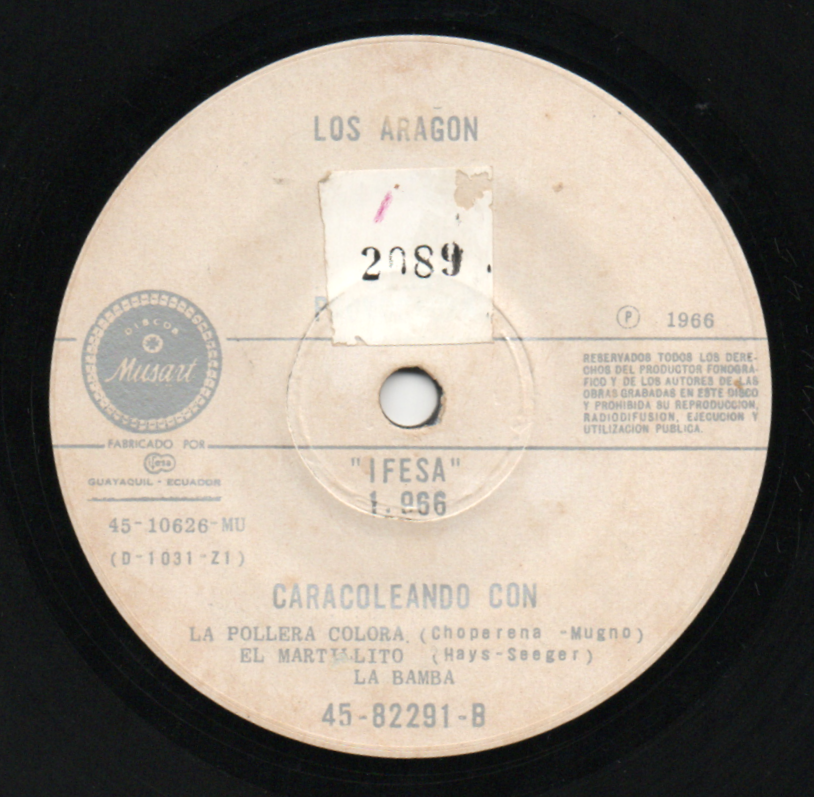 LOS ARAGON
2089
P
Ⓟ 1966
DISCOS
Musart
RESERVADOS TODOS LOS DERE-
CHOS DEL PRODUCTOR FONOGRA-
FICO Y DE LOS AUTORES DE LAS
OBRAS GRABADAS EN ESTE DISCO
Y PROHIBIDA SU REPRODUCCION,
RADIODIFUSION, EJECUCION Y
UTILIZACION PUBLICA.
FABRICADO POR
ifesa
GUAYAQUIL - ECUADOR
"IFESA"
1.966
45-10626-MU
(D-1031-Z1)
CARACOLEANDO CON
LA POLLERA COLORA. (Choperena -Mugno)
EL MARTILLITO (Hays-Seeger)
LA BAMBA
45-82291-B